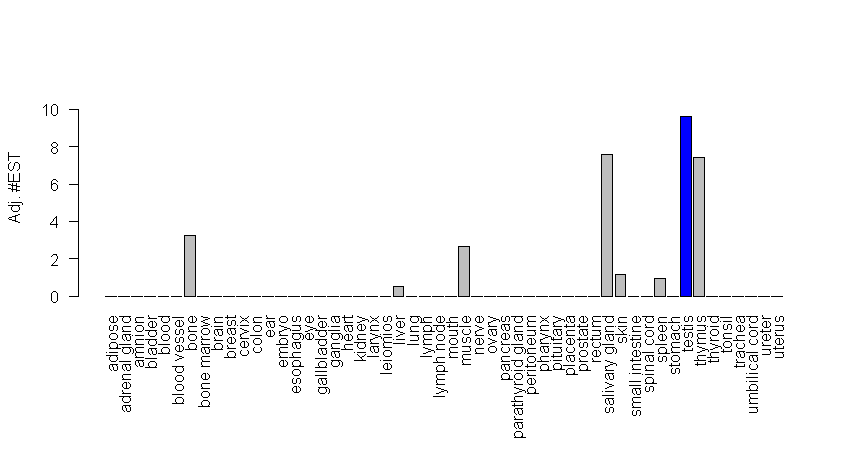 Adj. #EST
10
8
6
4
2
0
adipose
adrenal gland
amnion
bladder
blood
blood vessel
bone
bone marrow
brain
breast
cervix
colon
ear
embryo
esophagus
eye
gallbladder
ganglia
heart
kidney
larynx
leiomios
liver
lung
lymph
lymph node
mouth
muscle
nerve
ovary
pancreas
parathyroid gland
peritoneum
pharynx
pituitary
placenta
prostate
rectum
salivary gland
skin
small intestine
spinal cord
spleen
stomach
testis
thymus
thyroid
tonsil
trachea
umbilical cord
ureter
uterus